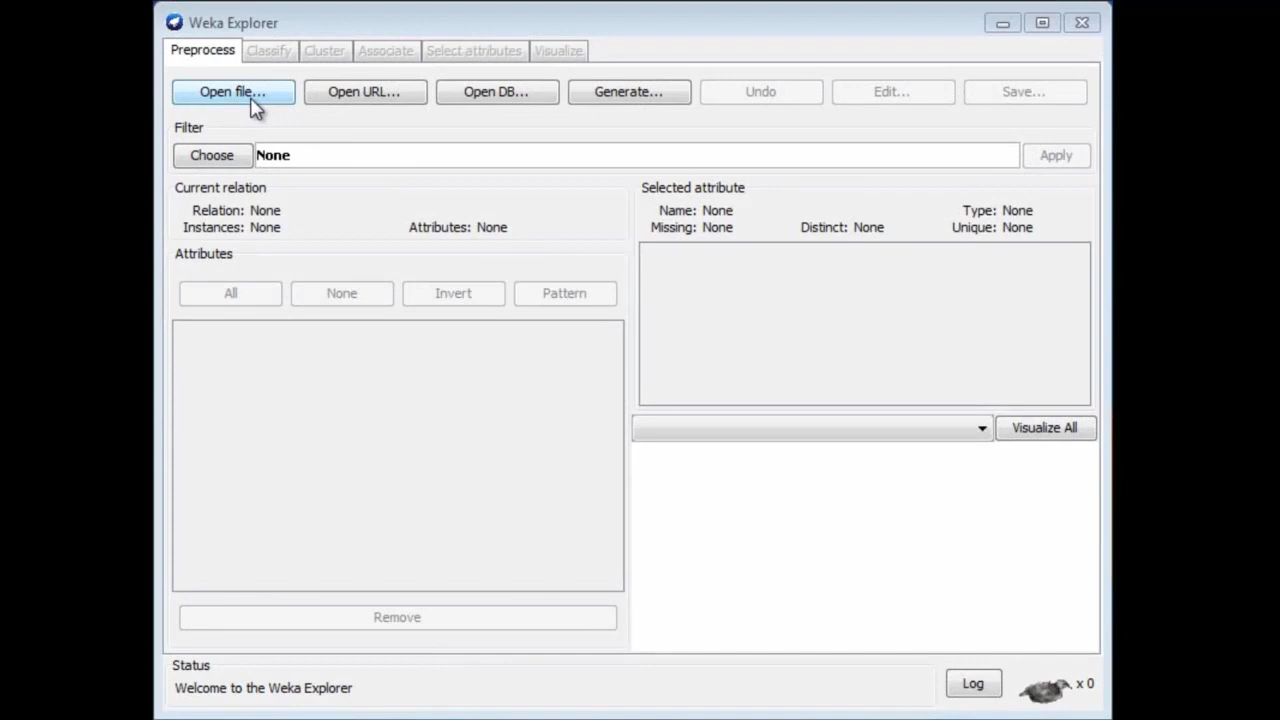 Weka Explorer
Preprocess Classify Cluster Associate Select attributes Visualize
Open file... Open URL... Open DB... Generate... Undo Edit... Save...
Filter
Choose None Apply
Current relation
Relation: None
Instances: None Attributes: None
Selected attribute
Name: None Type: None
Missing: None Distinct: None Unique: None
Attributes
All None Invert Pattern
Visualize All
Remove
Status
Welcome to the Weka Explorer
Log x 0